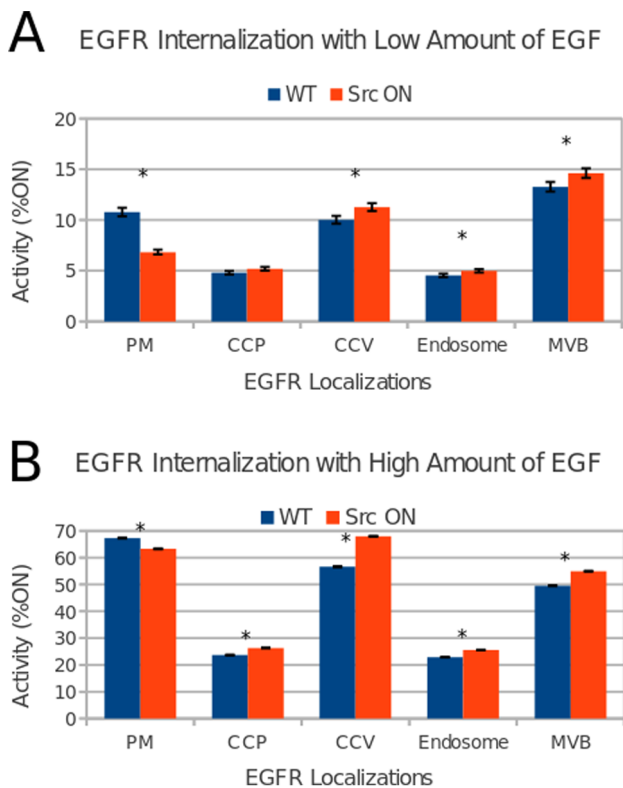 A
EGFR Internalization with Low Amount of EGF
WT Src ON
20
15
10
5
0
Activity (%ON)
* * * *
PM CCP CCV Endosome MVB
EGFR Localizations
B
EGFR Internalization with High Amount of EGF
WT Src ON
70
60
50
40
30
20
10
0
Activity (%ON)
* * * * *
PM CCP CCV Endosome MVB
EGFR Localizations